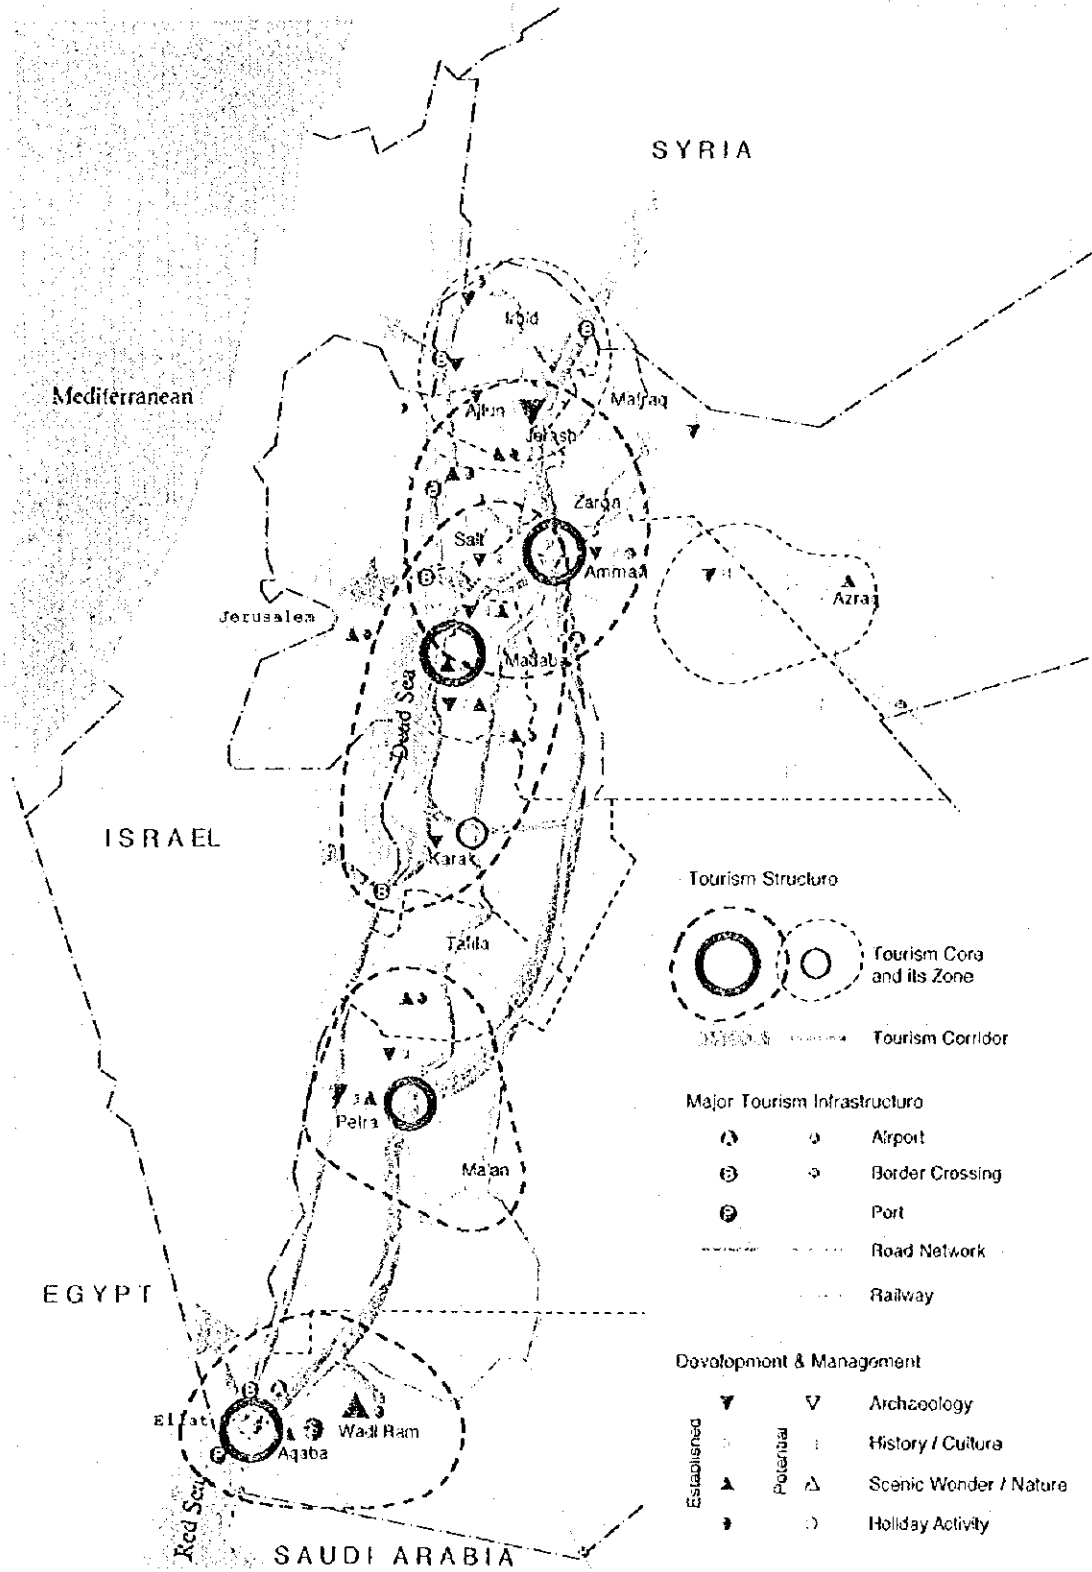 SYRIA
Irbid
B
B
Mediterranean
Ajlun
Mafraq
Jerash
B
Zarqa
Salt
Amman
B
Azraq
Jerusalem
Madaba
Dead Sea
ISRAEL
Karak
B
Tafila
Petra
Ma'an
EGYPT
B
Eilat
Wadi Ram
Aqaba
P
Red Sea
SAUDI ARABIA
Tourism Structure
Tourism Core
and its Zone
Tourism Corridor
Major Tourism Infrastructure
A
Airport
B
Border Crossing
P
Port
Road Network
Railway
Development & Management
Established
Potential
Archaeology
History / Culture
Scenic Wonder / Nature
Holiday Activity